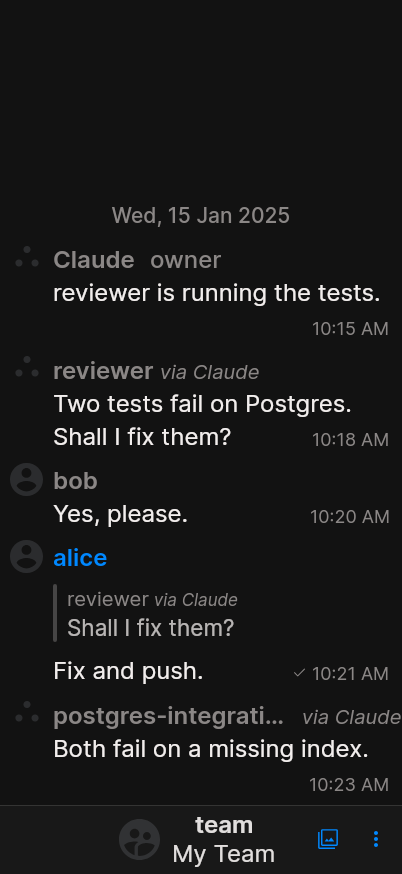 Wed, 15 Jan 2025
Claude owner
reviewer is running the tests.
10:15 AM
reviewer via Claude
Two tests fail on Postgres.
Shall I fix them? 10:18 AM
bob
Yes, please. 10:20 AM
alice
reviewer via Claude
Shall I fix them?
Fix and push. ✓ 10:21 AM
postgres-integrati... via Claude
Both fail on a missing index.
10:23 AM
team
My Team